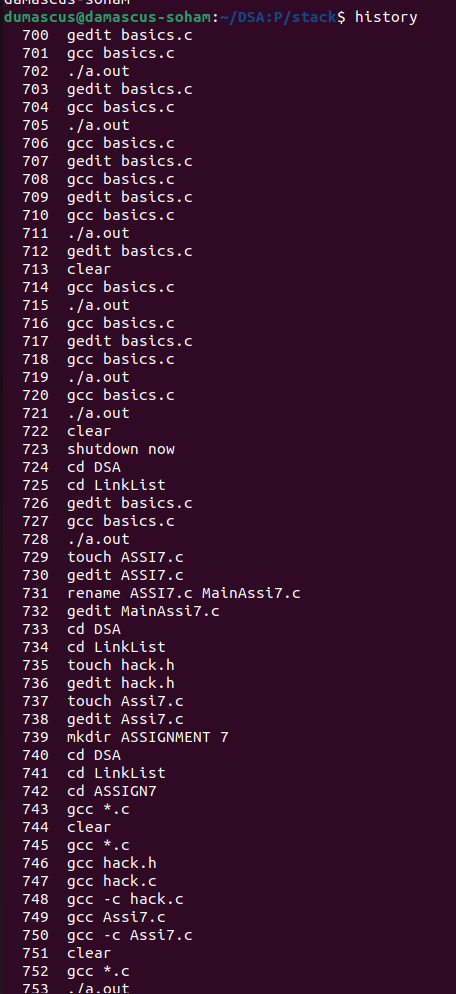 damascus-soham
dumascus@damascus-soham:~/DSA:P/stack$ history
700 gedit basics.c
701 gcc basics.c
702 ./a.out
703 gedit basics.c
704 gcc basics.c
705 ./a.out
706 gcc basics.c
707 gedit basics.c
708 gcc basics.c
709 gedit basics.c
710 gcc basics.c
711 ./a.out
712 gedit basics.c
713 clear
714 gcc basics.c
715 ./a.out
716 gcc basics.c
717 gedit basics.c
718 gcc basics.c
719 ./a.out
720 gcc basics.c
721 ./a.out
722 clear
723 shutdown now
724 cd DSA
725 cd LinkList
726 gedit basics.c
727 gcc basics.c
728 ./a.out
729 touch ASSI7.c
730 gedit ASSI7.c
731 rename ASSI7.c MainAssi7.c
732 gedit MainAssi7.c
733 cd DSA
734 cd LinkList
735 touch hack.h
736 gedit hack.h
737 touch Assi7.c
738 gedit Assi7.c
739 mkdir ASSIGNMENT 7
740 cd DSA
741 cd LinkList
742 cd ASSIGN7
743 gcc *.c
744 clear
745 gcc *.c
746 gcc hack.h
747 gcc hack.c
748 gcc -c hack.c
749 gcc Assi7.c
750 gcc -c Assi7.c
751 clear
752 gcc *.c
753 ./a.out